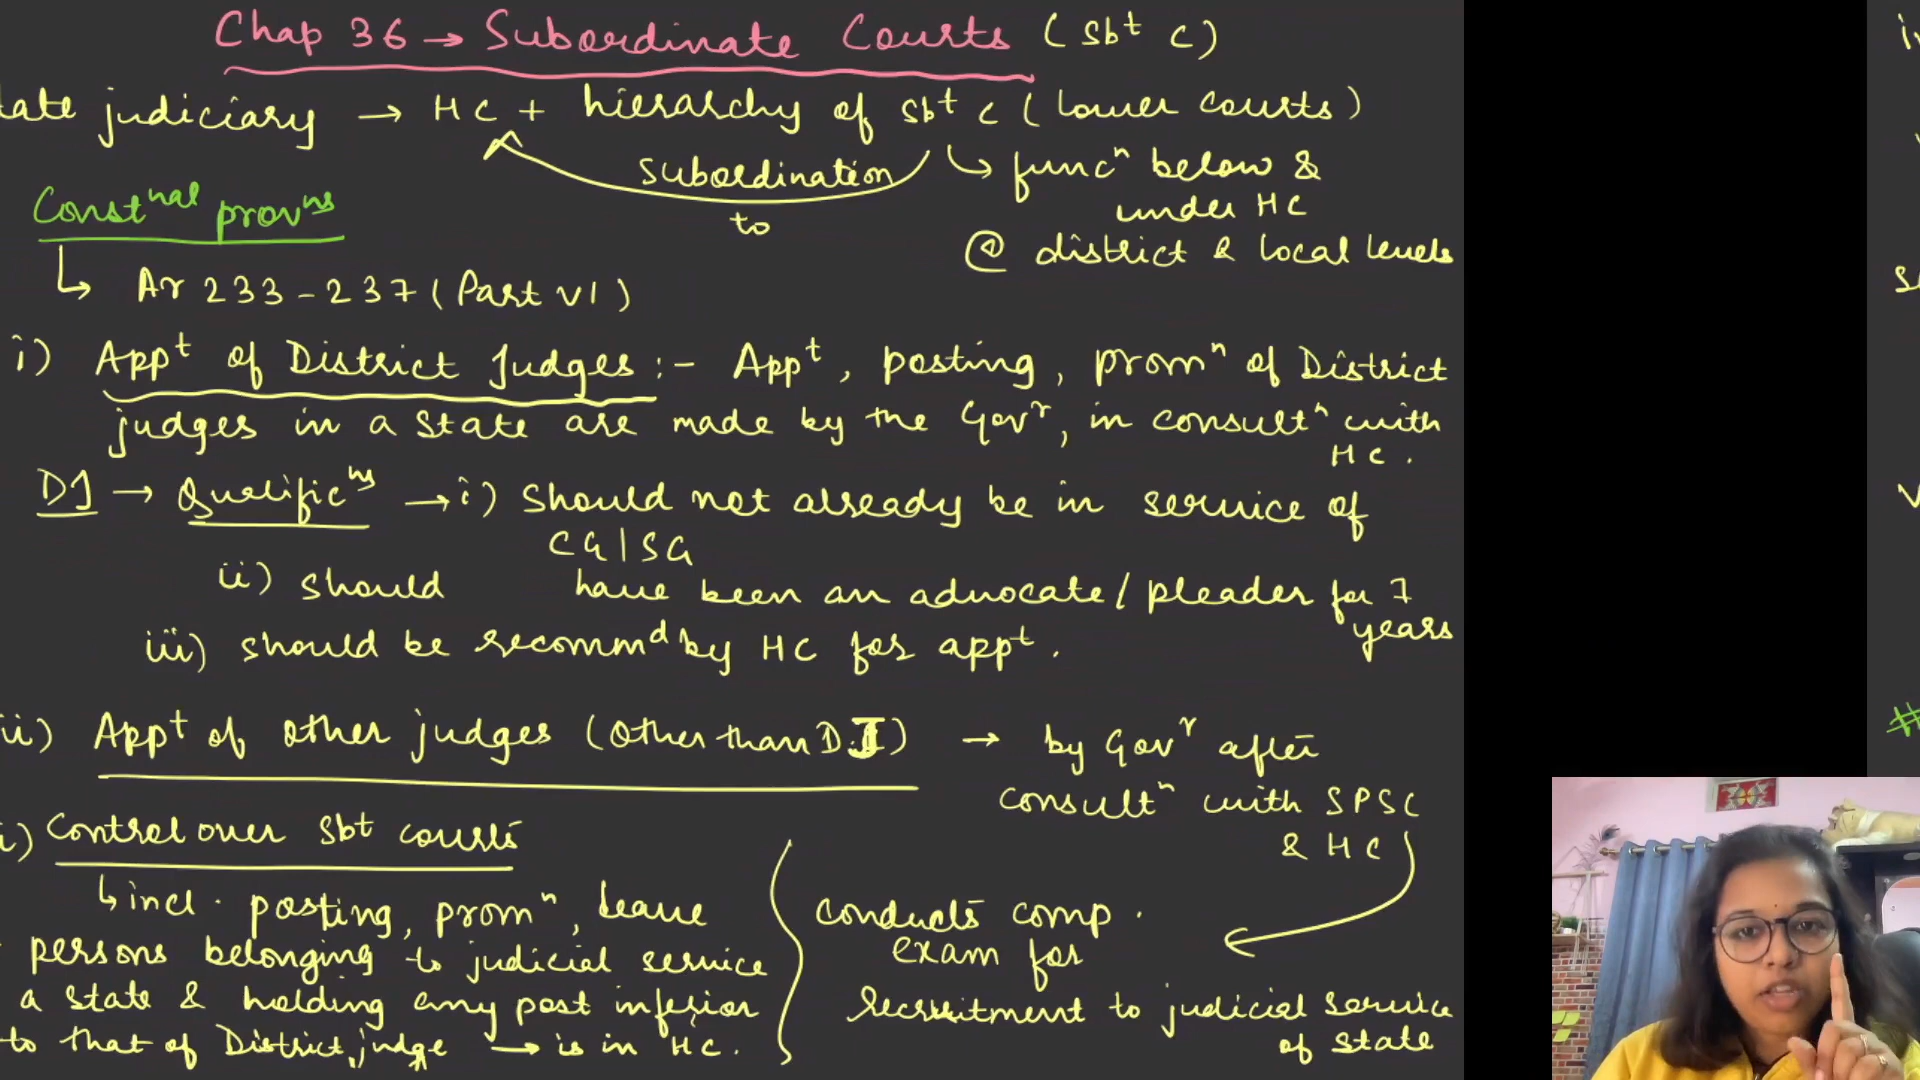 Chap 36 → Subordinate Courts (Sbt C)
tate judiciary → HC + hierarchy of Sbt C (lower courts)
subordination to
↳ funcn below & under HC
@ district & local levels
Constnal provns
↳ Ar 233-237 (Part VI)
i) Appt of District Judges :- Appt, posting, promn of District
judges in a state are made by the Govr, in consultn with
HC.
DJ → Qualificns → i) Should not already be in service of
CG|SG
ii) should have been an advocate/pleader for 7
years
iii) should be recommd by HC for appt.
ii) Appt of other judges (other than D.J) → by Govr after
consultn with SPSC
& HC
i) Control over Sbt courts
↳ incl. posting, promn, leave
persons belonging to judicial service
a state & holding any post inferior
to that of District judge → is in HC.
conducts comp.
exam for
recruitment to judicial service
of state